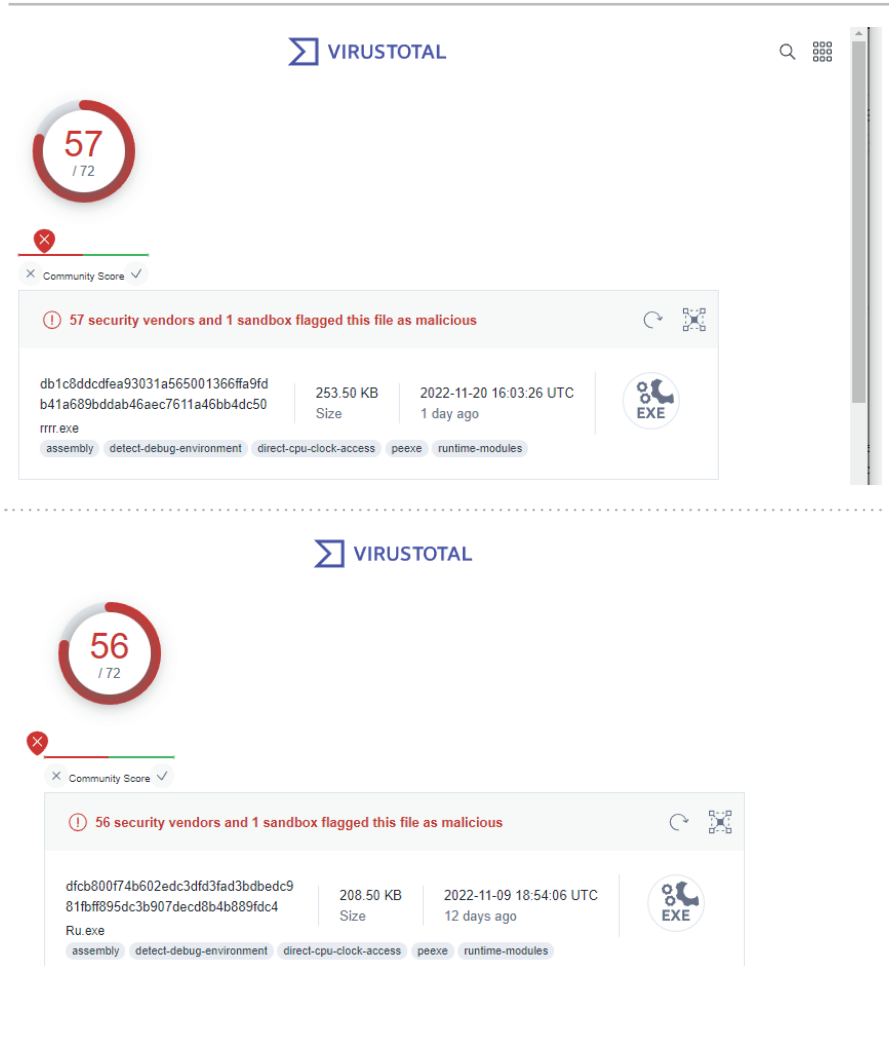 VIRUSTOTAL
57
/ 72
Community Score
57 security vendors and 1 sandbox flagged this file as malicious
db1c8ddcdfea93031a565001366ffa9fd
b41a689bddab46aec7611a46bb4dc50
253.50 KB
Size
2022-11-20 16:03:26 UTC
1 day ago
EXE
rrrr.exe
assembly detect-debug-environment direct-cpu-clock-access peexe runtime-modules
VIRUSTOTAL
56
/ 72
Community Score
56 security vendors and 1 sandbox flagged this file as malicious
dfcb800f74b602edc3dfd3fad3bdbedc9
81fbff895dc3b907decd8b4b889fdc4
208.50 KB
Size
2022-11-09 18:54:06 UTC
12 days ago
EXE
Ru.exe
assembly detect-debug-environment direct-cpu-clock-access peexe runtime-modules